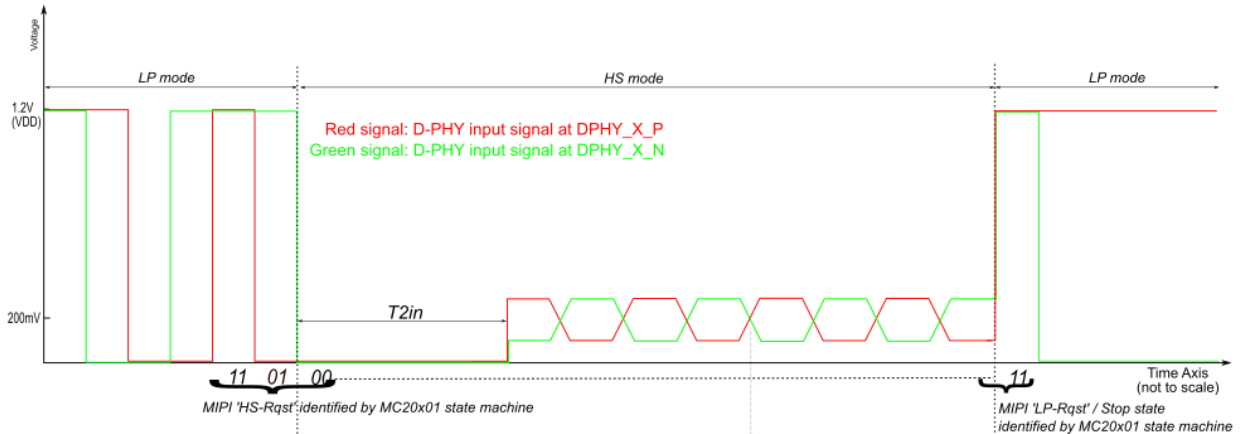 Voltage
LP mode
HS mode
LP mode
1.2V
(VDD)
Red signal: D-PHY input signal at DPHY_X_P
Green signal: D-PHY input signal at DPHY_X_N
T2in
200mV
11 01 00
11
Time Axis
(not to scale)
MIPI 'HS-Rqst' identified by MC20x01 state machine
MIPI 'LP-Rqst' / Stop state
identified by MC20x01 state machine